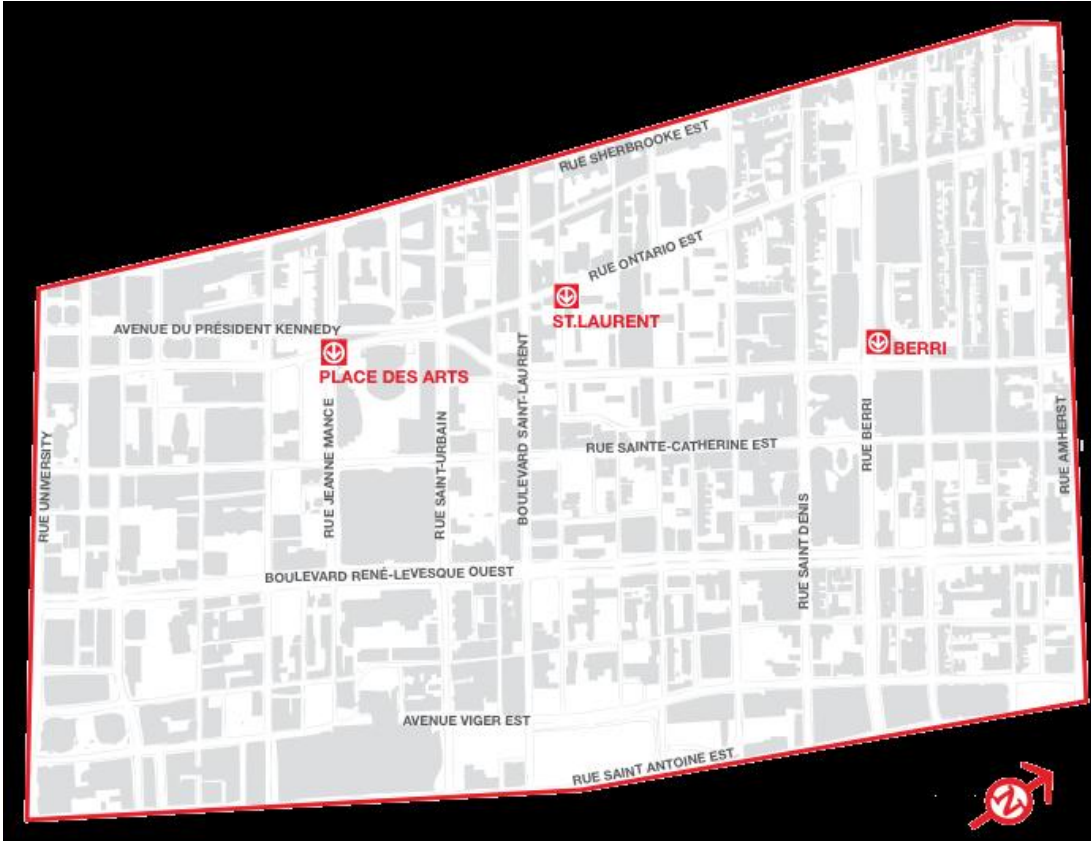 RUE SHERBROOKE EST
RUE ONTARIO EST
ST.LAURENT
AVENUE DU PRÉSIDENT KENNEDY
BERRI
PLACE DES ARTS
RUE UNIVERSITY
RUE JEANNE MANCE
RUE SAINT-URBAIN
BOULEVARD SAINT-LAURENT
RUE SAINTE-CATHERINE EST
RUE SAINT DENIS
RUE BERRI
RUE AMHERST
BOULEVARD RENÉ-LEVESQUE OUEST
AVENUE VIGER EST
RUE SAINT ANTOINE EST
N